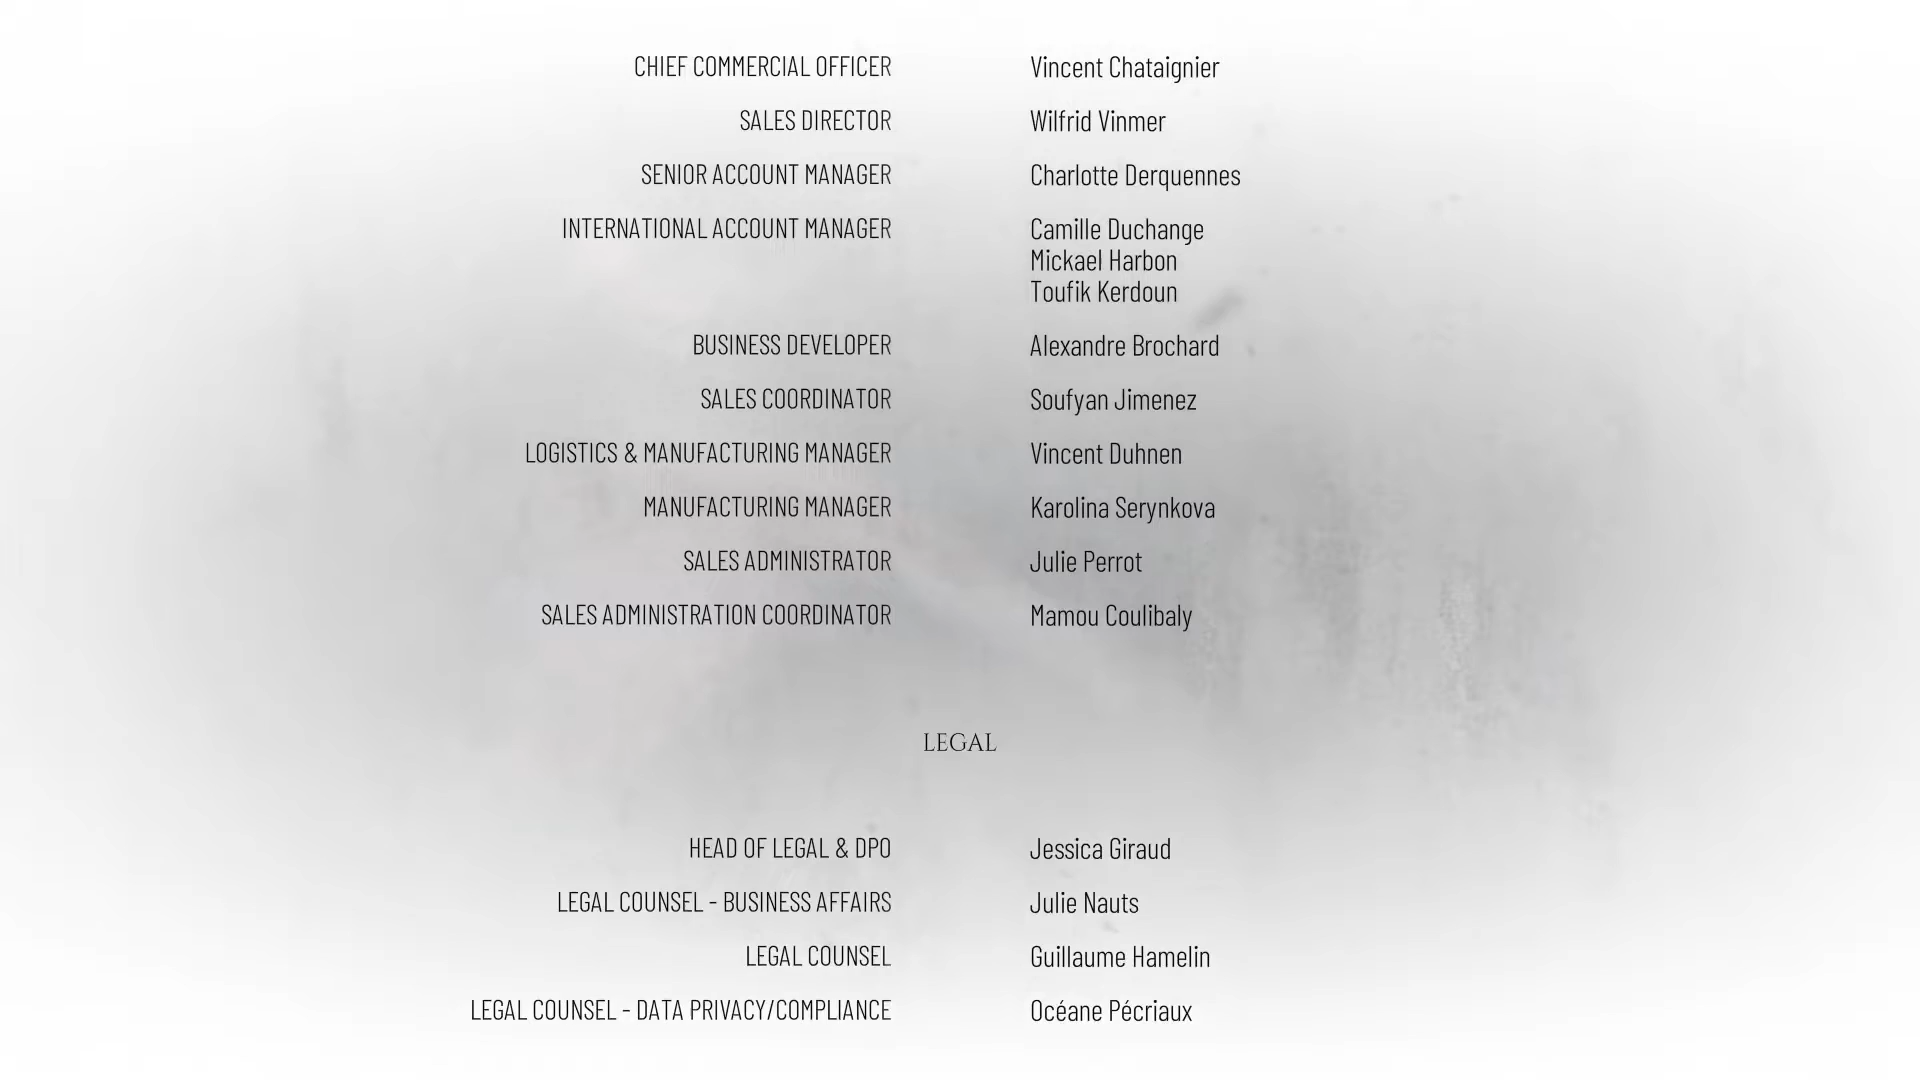 CHIEF COMMERCIAL OFFICER Vincent Chataignier
SALES DIRECTOR Wilfrid Vinmer
SENIOR ACCOUNT MANAGER Charlotte Derquennes
INTERNATIONAL ACCOUNT MANAGER Camille Duchange
Mickael Harbon
Toufik Kerdoun
BUSINESS DEVELOPER Alexandre Brochard
SALES COORDINATOR Soufyan Jimenez
LOGISTICS & MANUFACTURING MANAGER Vincent Duhnen
MANUFACTURING MANAGER Karolina Serynkova
SALES ADMINISTRATOR Julie Perrot
SALES ADMINISTRATION COORDINATOR Mamou Coulibaly
LEGAL
HEAD OF LEGAL & DPO Jessica Giraud
LEGAL COUNSEL - BUSINESS AFFAIRS Julie Nauts
LEGAL COUNSEL Guillaume Hamelin
LEGAL COUNSEL - DATA PRIVACY/COMPLIANCE Océane Pécriaux